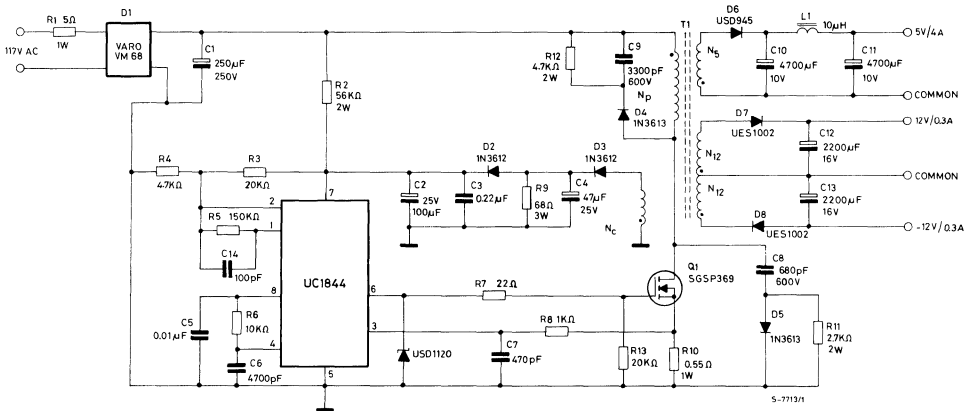 R1 5Ω
1W
117V AC
D1
VARO
VM 68
C1
250µF
250V
R2
56KΩ
2W
R12
4.7KΩ
2W
C9
3300pF
600V
Np
D4
1N3613
T1
N5
D6
USD945
L1
10µH
C10
4700µF
10V
C11
4700µF
10V
5V/4A
COMMON
D7
UES1002
12V/0.3A
N12
C12
2200µF
16V
COMMON
N12
C13
2200µF
16V
D8
UES1002
-12V/0.3A
R4
4.7KΩ
R3
20KΩ
D2
1N3612
D3
1N3612
C2
25V
100µF
C3
0.22µF
R9
68Ω
3W
C4
47µF
25V
Nc
7
2
R5 150KΩ
1
C14
100pF
UC1844
8
6
R7 22Ω
Q1
SGSP369
C8
680pF
600V
C5
0.01µF
R6
10KΩ
4
C6
4700pF
3
R8 1KΩ
USD1120
C7
470pF
R13
20KΩ
R10
0.55Ω
1W
D5
1N3613
R11
2.7KΩ
2W
5
S-7713/1